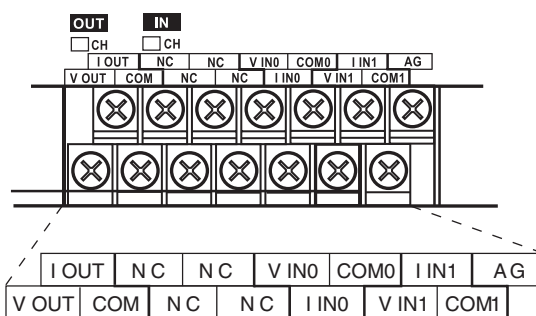 OUT IN
CH CH
I OUT NC NC V IN0 COM0 I IN1 AG
V OUT COM NC NC I IN0 V IN1 COM1
I OUT N C N C V IN0 COM0 I IN1 A G
V OUT COM N C N C I IN0 V IN1 COM1